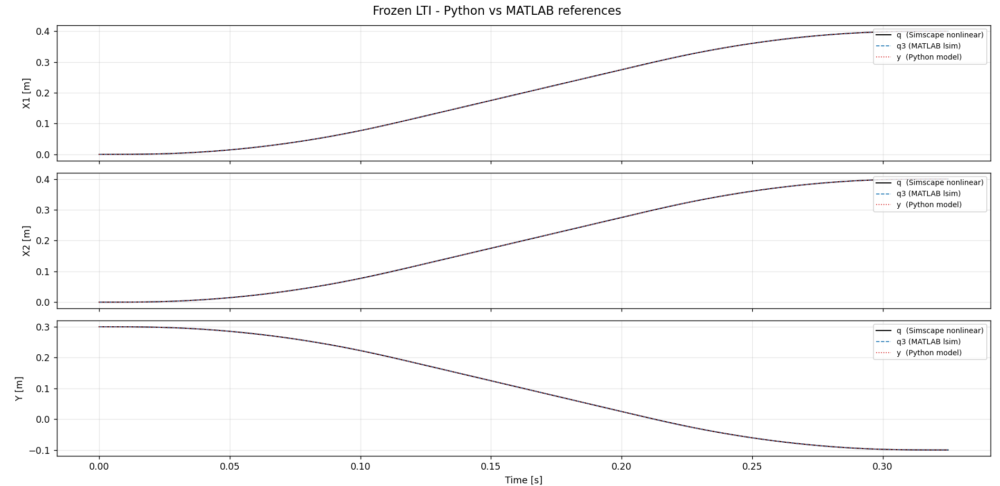 Frozen LTI - Python vs MATLAB references
X1 [m]
0.4
0.3
0.2
0.1
0.0
q  (Simscape nonlinear)
q3 (MATLAB lsim)
y  (Python model)
X2 [m]
0.4
0.3
0.2
0.1
0.0
q  (Simscape nonlinear)
q3 (MATLAB lsim)
y  (Python model)
Y [m]
0.3
0.2
0.1
0.0
−0.1
q  (Simscape nonlinear)
q3 (MATLAB lsim)
y  (Python model)
0.00 0.05 0.10 0.15 0.20 0.25 0.30
Time [s]